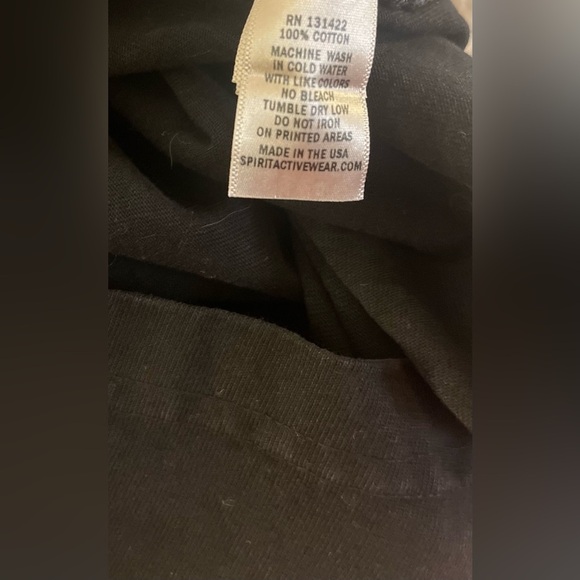 RN 131422
100% COTTON
MACHINE WASH
IN COLD WATER
WITH LIKE COLORS
NO BLEACH
TUMBLE DRY LOW
DO NOT IRON
ON PRINTED AREAS
MADE IN THE USA
SPIRITACTIVEWEAR.COM